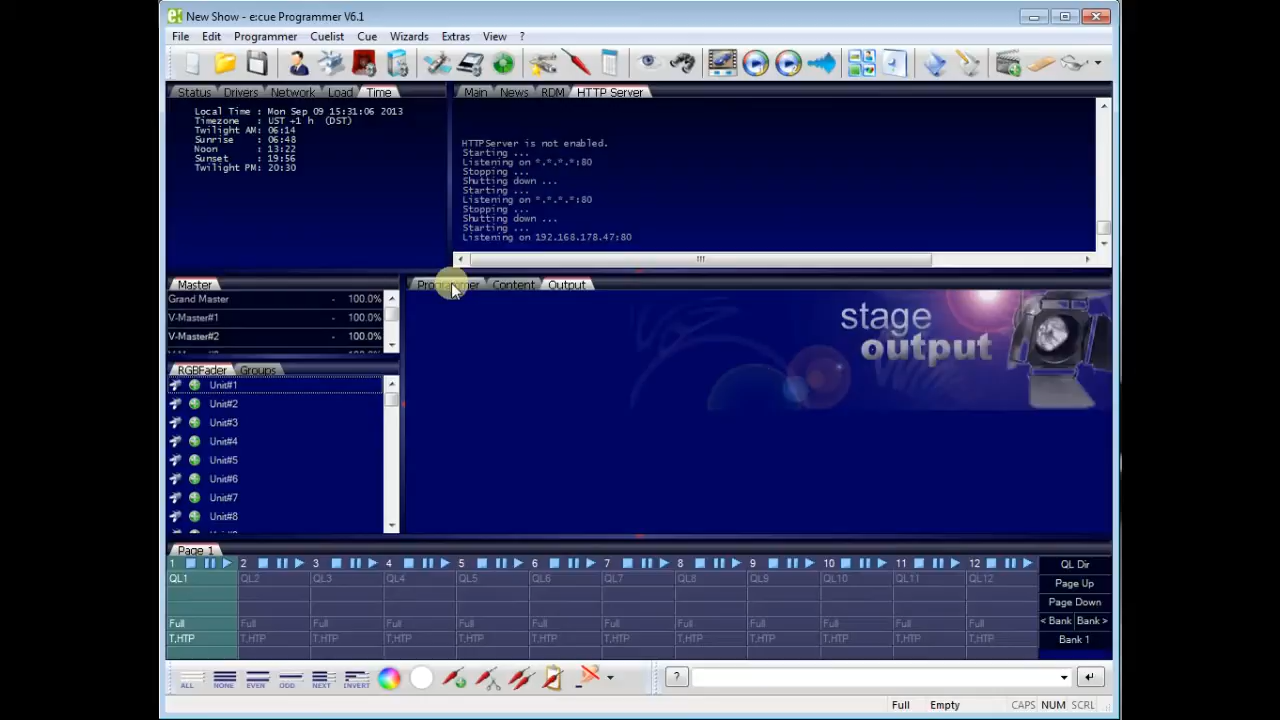 New Show - e:cue Programmer V6.1
File Edit Programmer Cuelist Cue Wizards Extras View ?
Status Drivers Network Load Time
Main News RDM HTTP Server
Local Time : Mon Sep 09 15:31:06 2013
Timezone : UST +1 h (DST)
Twilight AM: 06:14
Sunrise : 06:48
Noon : 13:22
Sunset : 19:56
Twilight PM: 20:30
HTTPServer is not enabled.
Starting ...
Listening on *.*.*.*:80
Stopping ...
Shutting down ...
Starting ...
Listening on *.*.*.*:80
Stopping ...
Shutting down ...
Starting ...
Listening on 192.168.178.47:80
Master
Grand Master - 100.0%
V-Master#1 - 100.0%
V-Master#2 - 100.0%
Programmer Content Output
stage
output
RGBFader Groups
Unit#1
Unit#2
Unit#3
Unit#4
Unit#5
Unit#6
Unit#7
Unit#8
Page 1
1 2 3 4 5 6 7 8 9 10 11 12
QL1 QL2 QL3 QL4 QL5 QL6 QL7 QL8 QL9 QL10 QL11 QL12
Full Full Full Full Full Full Full Full Full Full Full Full
T,HTP T,HTP T,HTP T,HTP T,HTP T,HTP T,HTP T,HTP T,HTP T,HTP T,HTP T,HTP
QL Dir
Page Up
Page Down
< Bank Bank >
Bank 1
ALL NONE EVEN ODD NEXT INVERT
?
Full Empty CAPS NUM SCRL